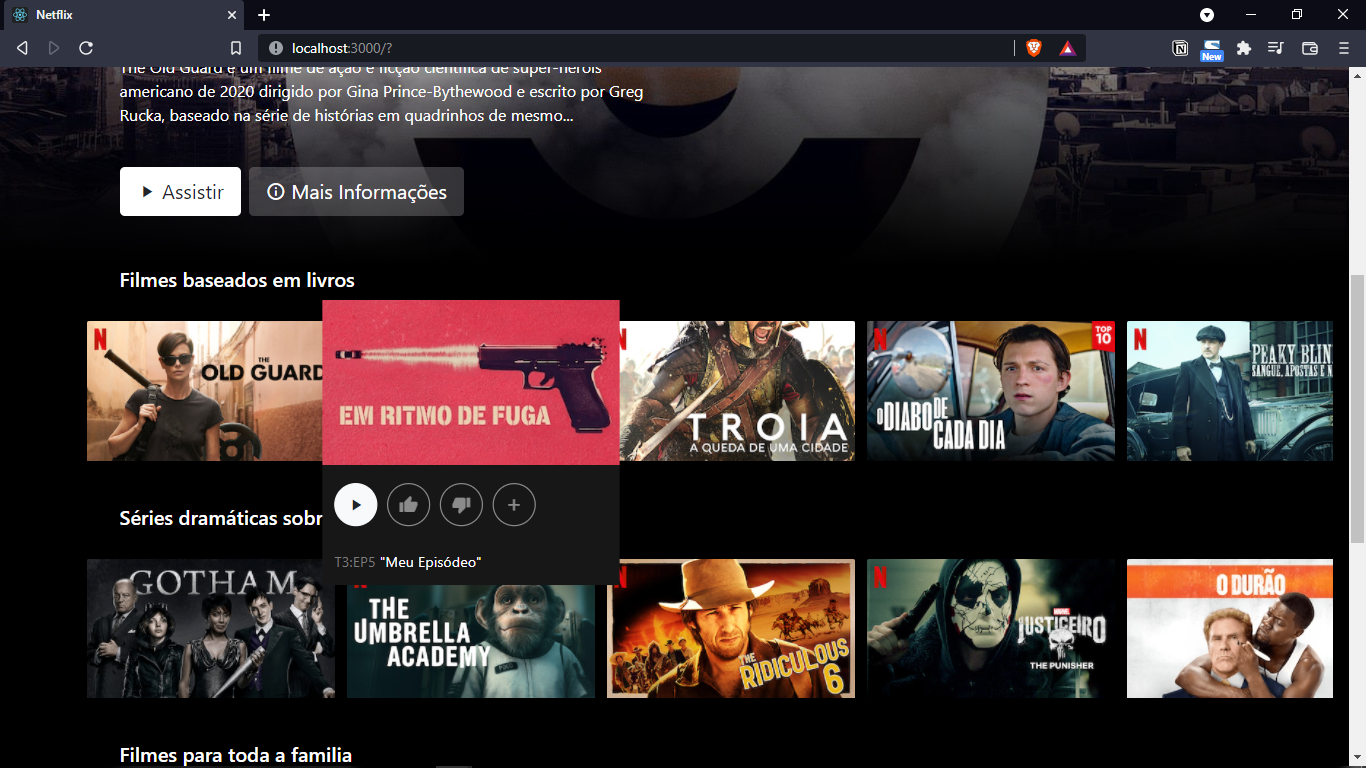 Netflix
localhost:3000/?
New
The Old Guard é um filme de ação e ficção científica de super-heróis
americano de 2020 dirigido por Gina Prince-Bythewood e escrito por Greg
Rucka, baseado na série de histórias em quadrinhos de mesmo...
Assistir
Mais Informações
Filmes baseados em livros
N
THE
OLD GUARD
EM RITMO DE FUGA
TROIA
A QUEDA DE UMA CIDADE
N
TOP
10
O DIABO DE
CADA DIA
N
PEAKY BLIN
SANGUE, APOSTAS E N
T3:EP5 "Meu Episódeo"
Séries dramáticas sobr
GOTHAM
THE
UMBRELLA
ACADEMY
THE
RIDICULOUS
6
N
MARVEL
JUSTICEIRO
THE PUNISHER
O DURÃO
Filmes para toda a familia